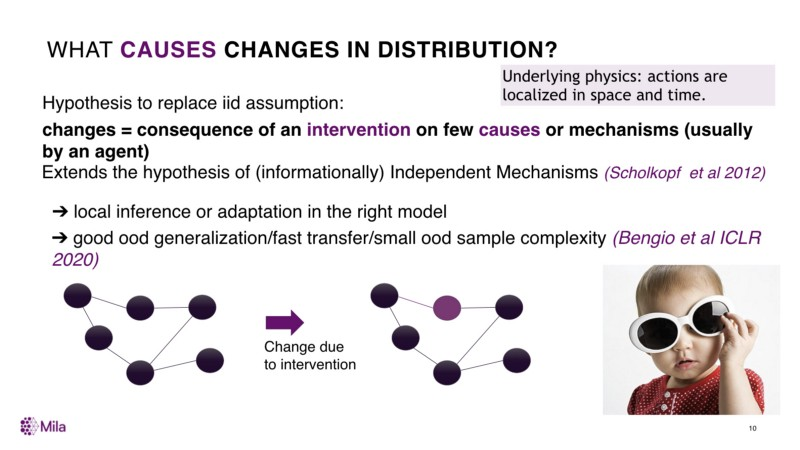 WHAT CAUSES CHANGES IN DISTRIBUTION?
Underlying physics: actions are
localized in space and time.
Hypothesis to replace iid assumption:
changes = consequence of an intervention on few causes or mechanisms (usually
by an agent)
Extends the hypothesis of (informationally) Independent Mechanisms (Scholkopf et al 2012)
➔ local inference or adaptation in the right model
➔ good ood generalization/fast transfer/small ood sample complexity (Bengio et al ICLR
2020)
Change due
to intervention
Mila
10